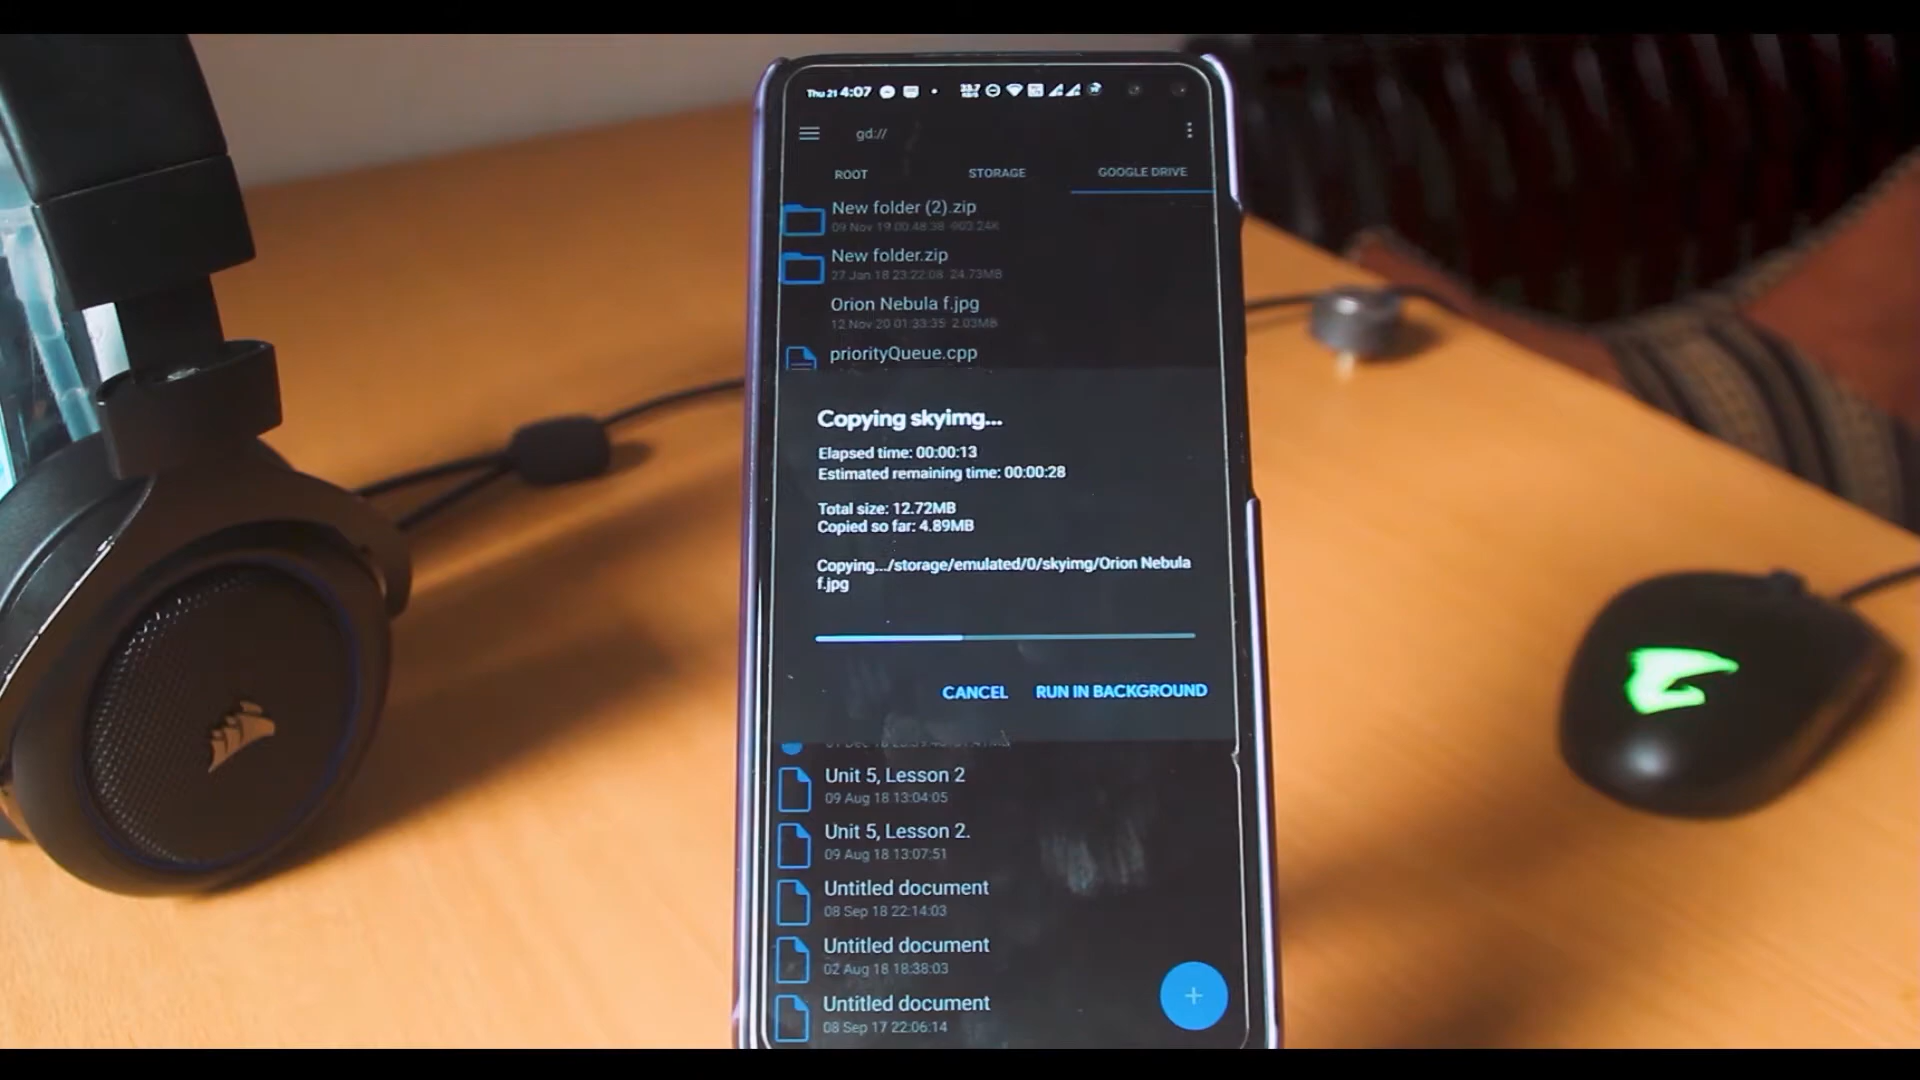 Thu 21 4:07
gd://
ROOT STORAGE GOOGLE DRIVE
New folder (2).zip
09 Nov 19 00:48:38 903.24K
New folder.zip
27 Jan 18 23:22:08 24.73MB
Orion Nebula f.jpg
12 Nov 20 01:33:35 2.03MB
priorityQueue.cpp
Copying skyimg...
Elapsed time: 00:00:13
Estimated remaining time: 00:00:28
Total size: 12.72MB
Copied so far: 4.89MB
Copying.../storage/emulated/0/skyimg/Orion Nebula
f.jpg
CANCEL RUN IN BACKGROUND
Unit 5, Lesson 2
09 Aug 18 13:04:05
Unit 5, Lesson 2.
09 Aug 18 13:07:51
Untitled document
08 Sep 18 22:14:03
Untitled document
02 Aug 18 18:38:03
Untitled document
08 Sep 17 22:06:14